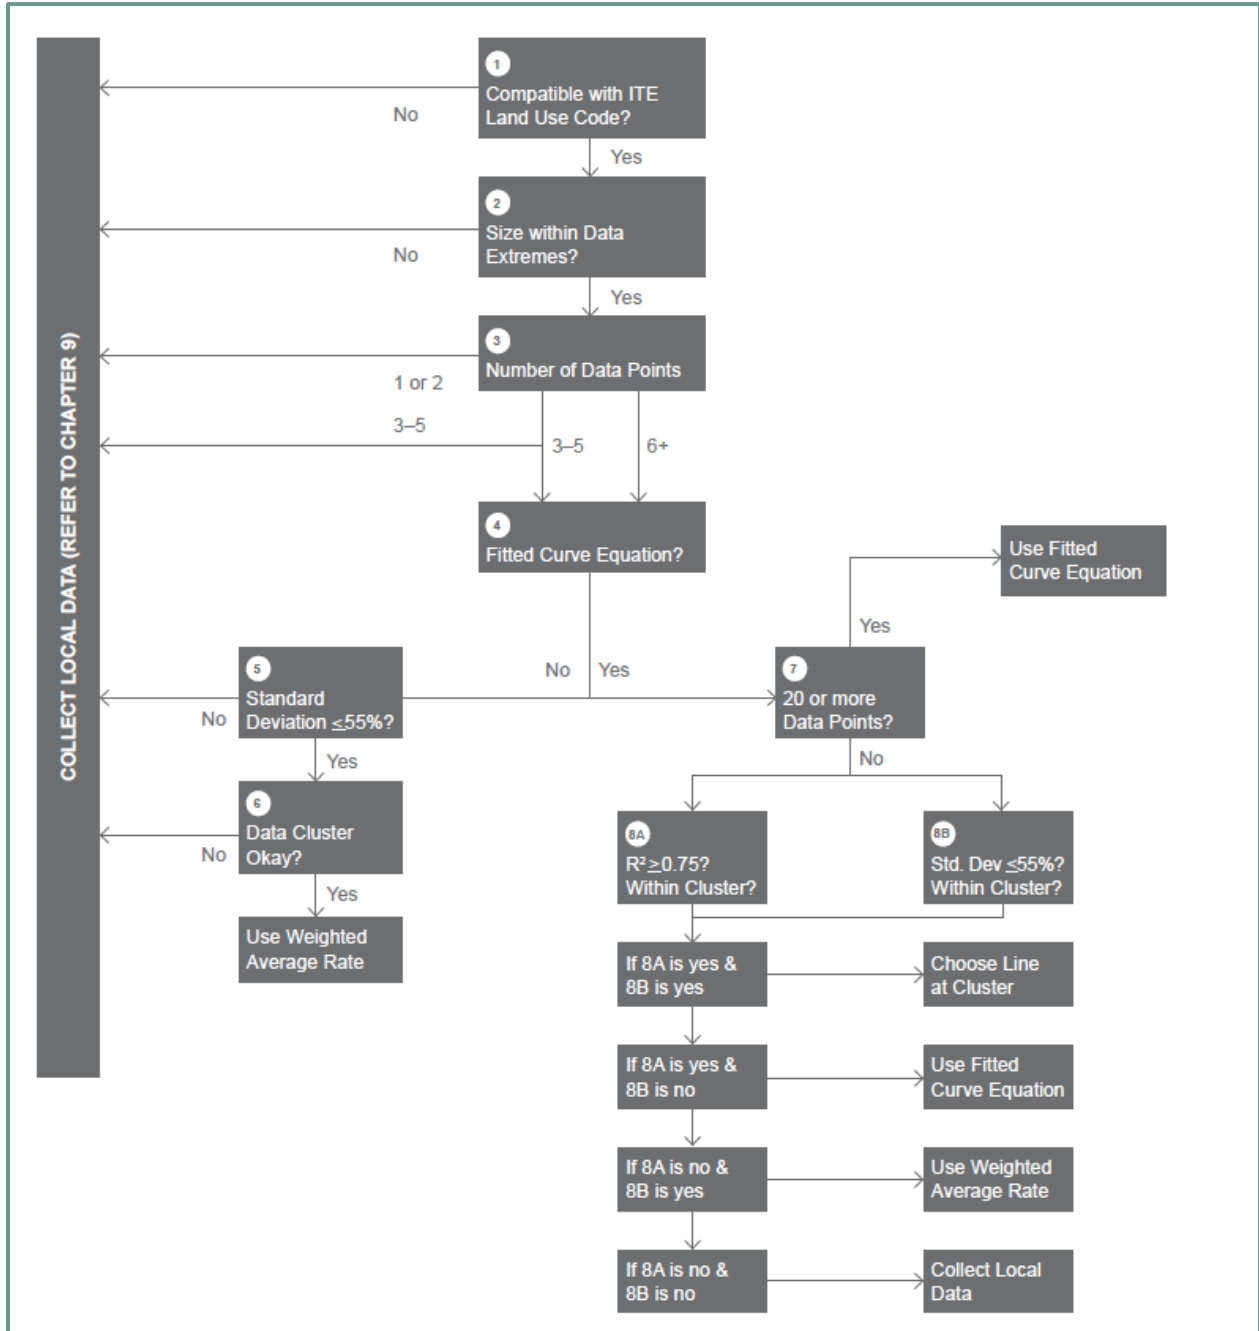 COLLECT LOCAL DATA (REFER TO CHAPTER 9)
1
Compatible with ITE
Land Use Code?
No
Yes
2
Size within Data
Extremes?
No
Yes
3
Number of Data Points
1 or 2
3–5
3–5
6+
4
Fitted Curve Equation?
No
Yes
5
Standard
Deviation ≤55%?
No
Yes
6
Data Cluster
Okay?
No
Yes
Use Weighted
Average Rate
7
20 or more
Data Points?
Yes
Use Fitted
Curve Equation
No
8A
R² ≥0.75?
Within Cluster?
8B
Std. Dev ≤55%?
Within Cluster?
If 8A is yes &
8B is yes
Choose Line
at Cluster
If 8A is yes &
8B is no
Use Fitted
Curve Equation
If 8A is no &
8B is yes
Use Weighted
Average Rate
If 8A is no &
8B is no
Collect Local
Data